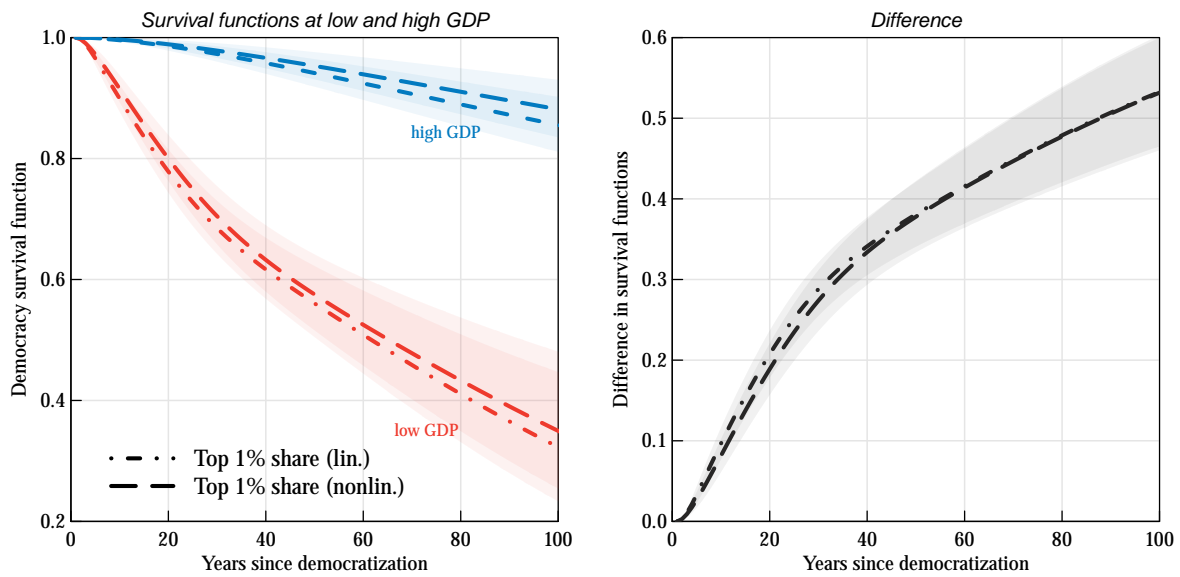 Survival functions at low and high GDP
Democracy survival function
1.0
0.8
0.6
0.4
0.2
high GDP
low GDP
Top 1% share (lin.)
Top 1% share (nonlin.)
0 20 40 60 80 100
Years since democratization
Difference
Difference in survival functions
0.6
0.5
0.4
0.3
0.2
0.1
0.0
0 20 40 60 80 100
Years since democratization